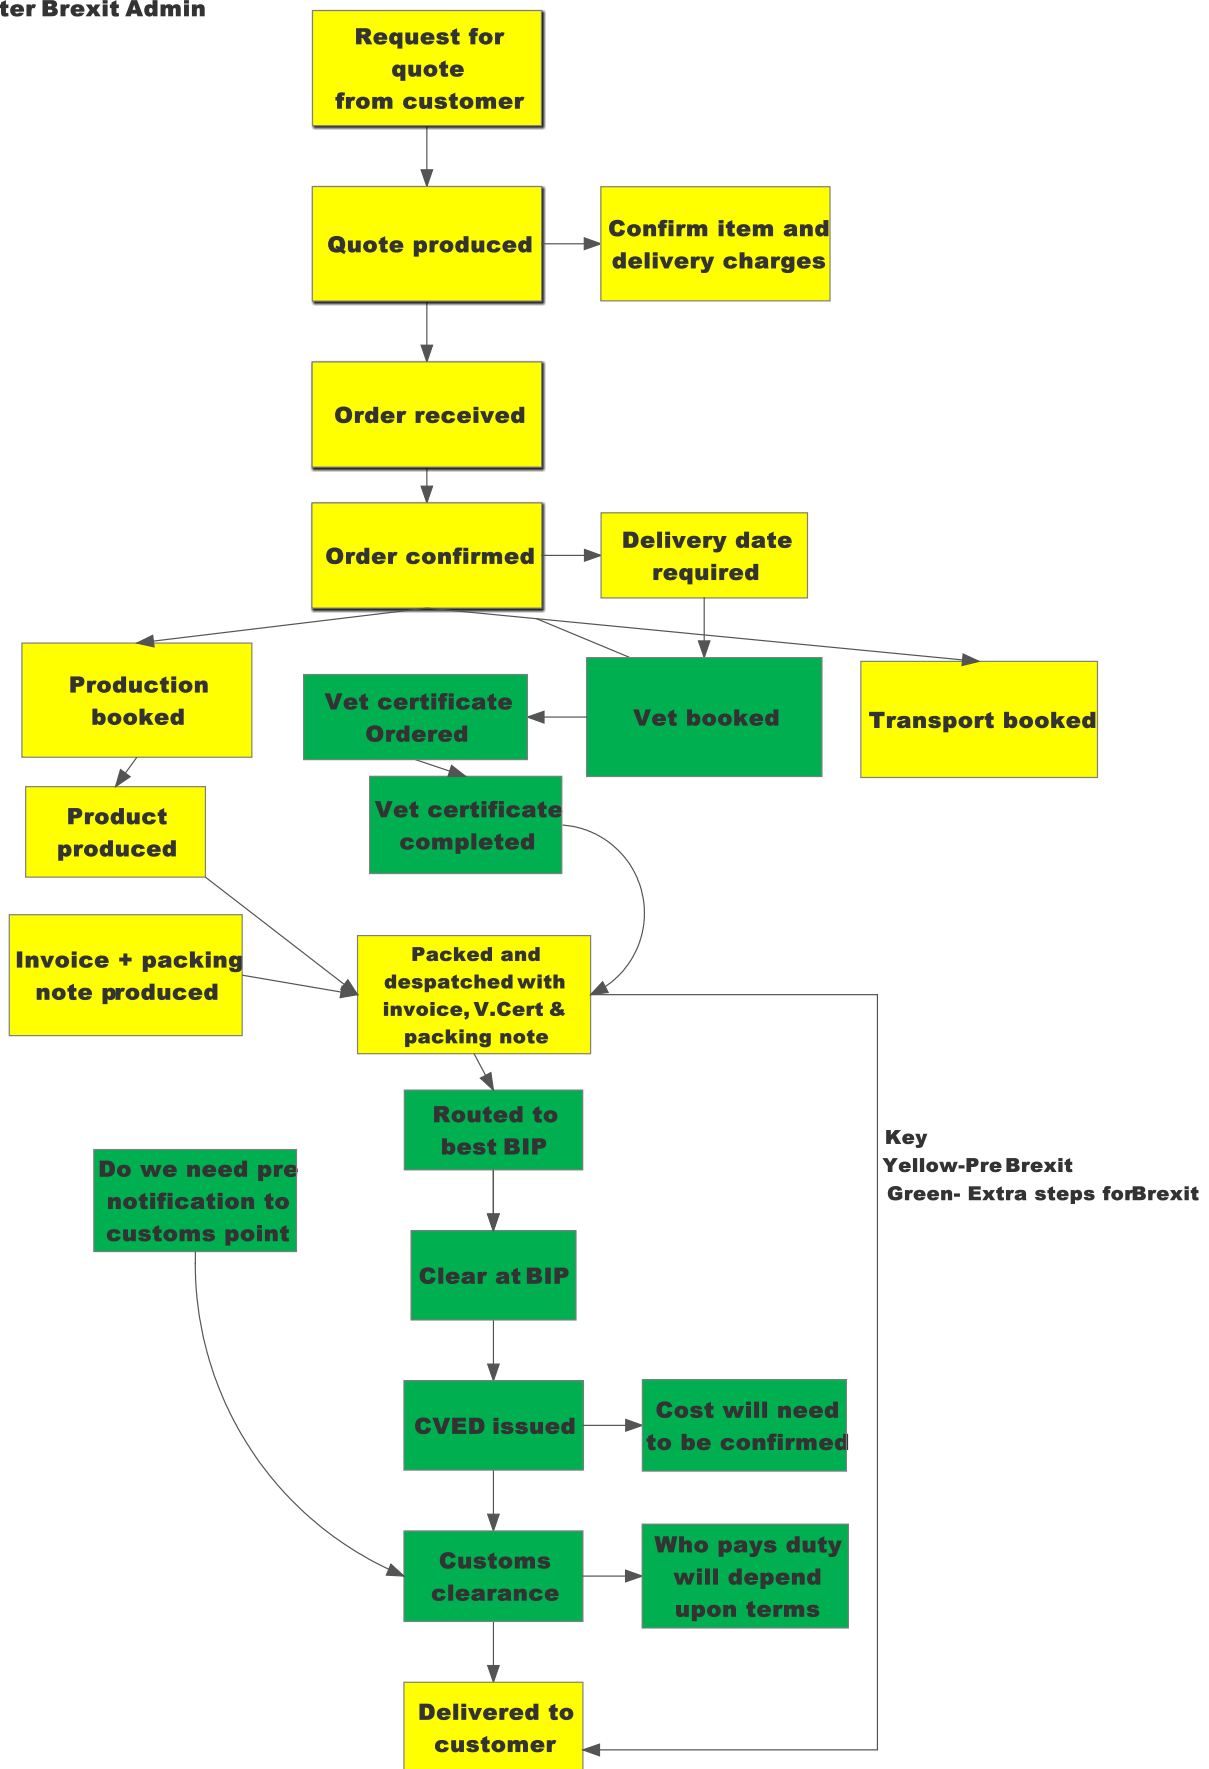 ter Brexit Admin
Request for
quote
from customer
Quote produced
Confirm item and
delivery charges
Order received
Order confirmed
Delivery date
required
Production
booked
Vet certificate
Ordered
Vet booked
Transport booked
Product
produced
Vet certificate
completed
Invoice + packing
note produced
Packed and
despatched with
invoice, V.Cert &
packing note
Routed to
best BIP
Key
Yellow-Pre Brexit
Green- Extra steps forBrexit
Do we need pre
notification to
customs point
Clear at BIP
CVED issued
Cost will need
to be confirmed
Customs
clearance
Who pays duty
will depend
upon terms
Delivered to
customer